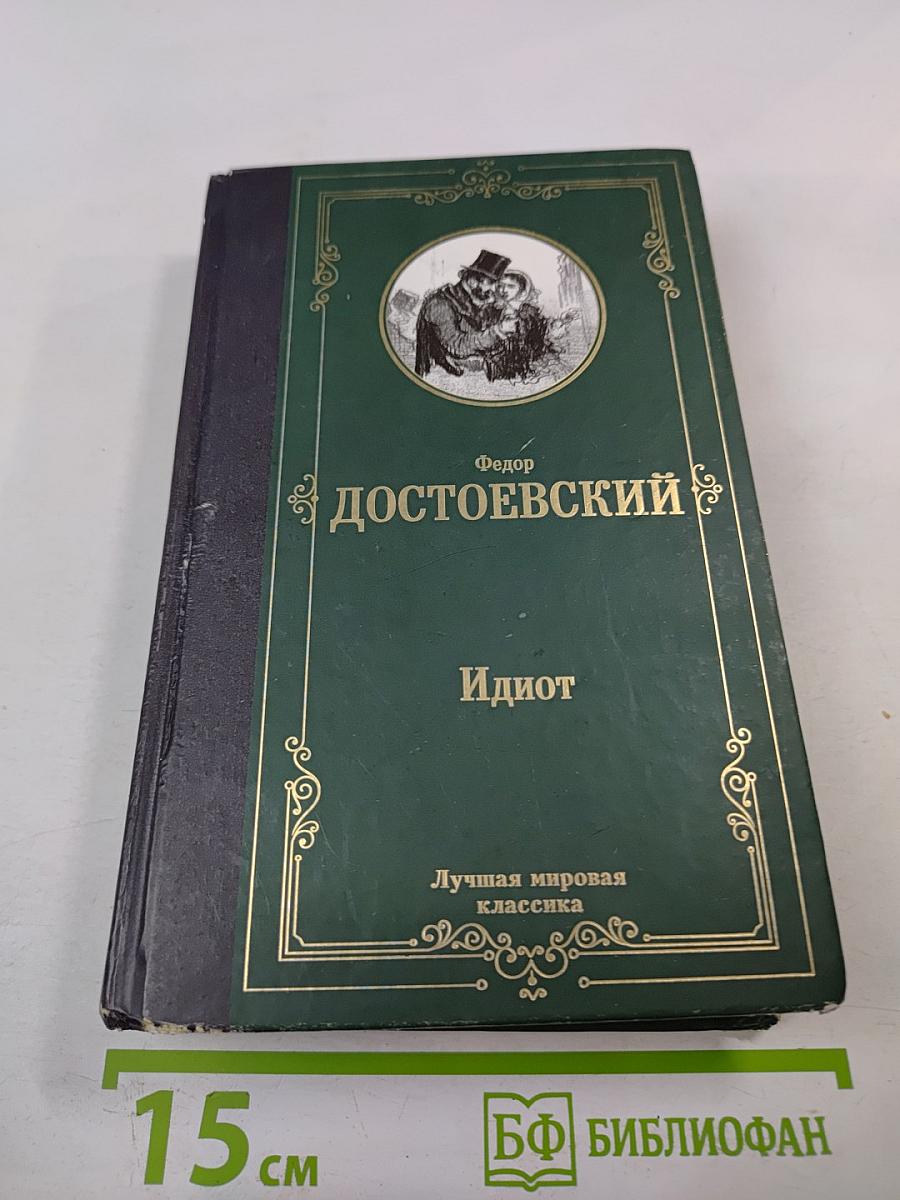 Федор
ДОСТОЕВСКИЙ
Идиот
Лучшая мировая
классика
15 см
БФ БИБЛИОФАН